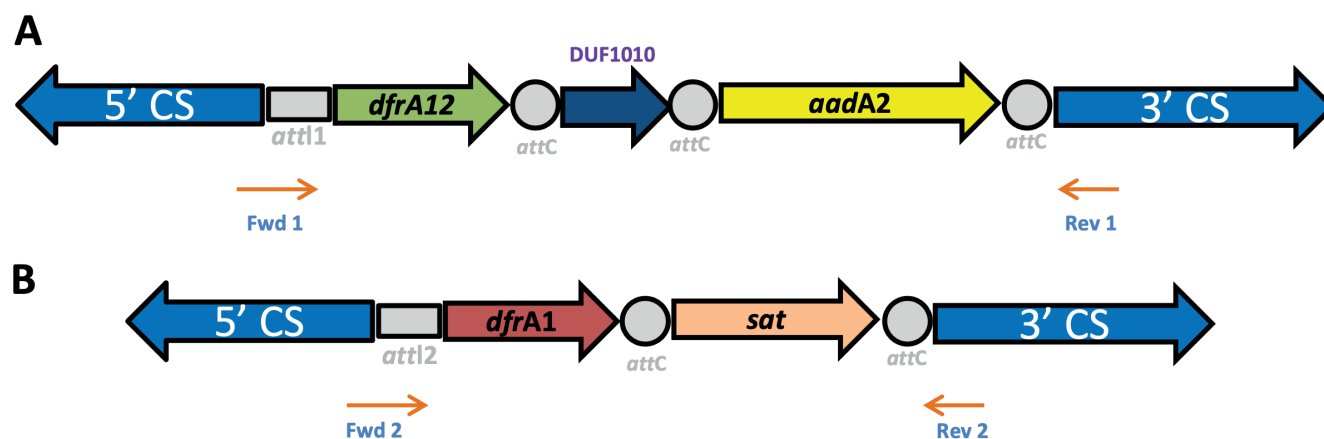 A
DUF1010
5’ CS
dfrA12
aadA2
3’ CS
attI1
attC
attC
attC
Fwd 1
Rev 1
B
5’ CS
dfrA1
sat
3’ CS
attI2
attC
attC
Fwd 2
Rev 2